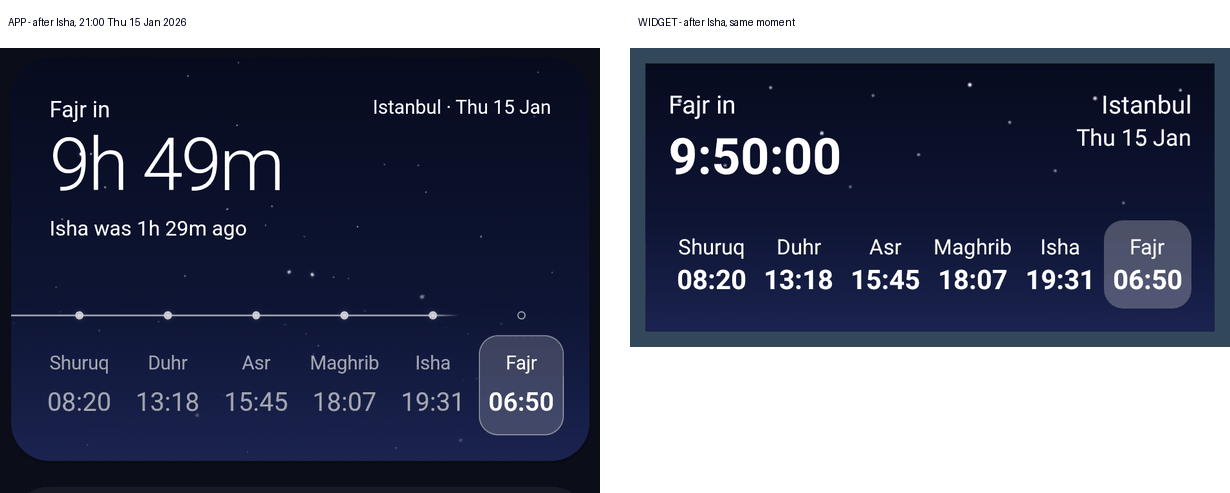 APP - after Isha, 21:00 Thu 15 Jan 2026
Fajr in
Istanbul · Thu 15 Jan
9h 49m
Isha was 1h 29m ago
Shuruq Duhr Asr Maghrib Isha Fajr
08:20 13:18 15:45 18:07 19:31 06:50
WIDGET - after Isha, same moment
Fajr in
Istanbul
Thu 15 Jan
9:50:00
Shuruq Duhr Asr Maghrib Isha Fajr
08:20 13:18 15:45 18:07 19:31 06:50